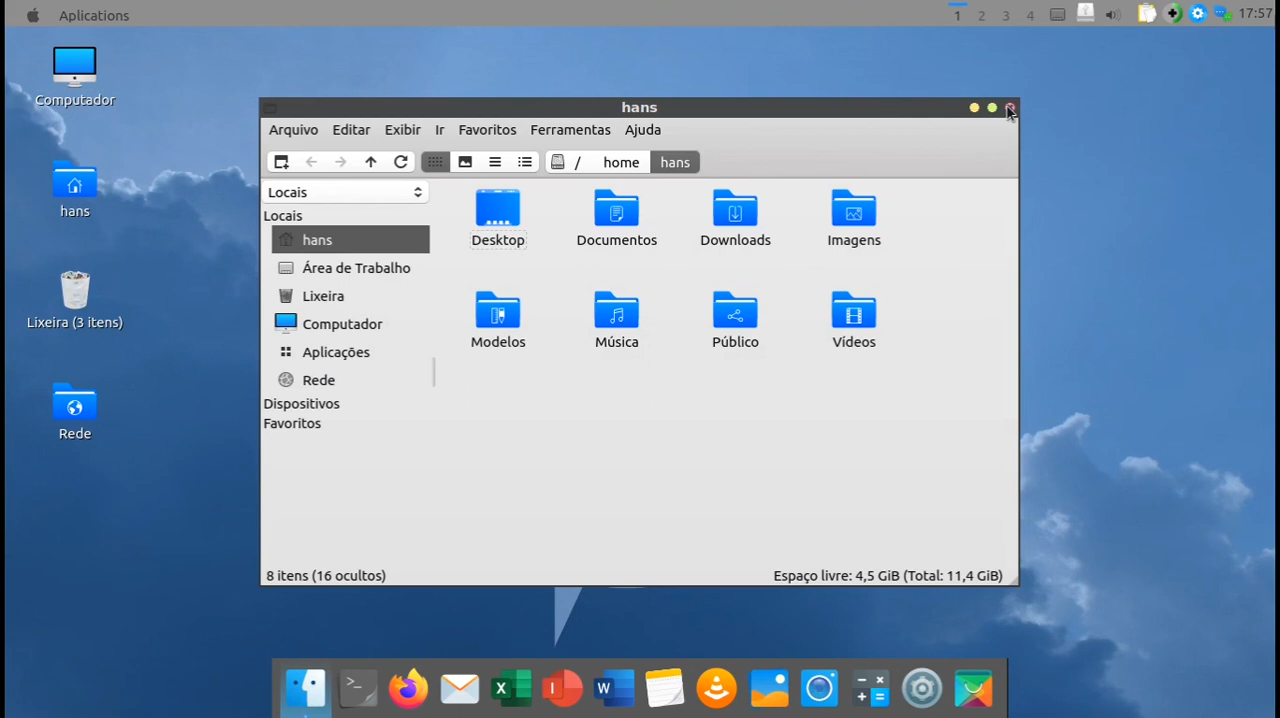 Aplications
1 2 3 4
17:57
Computador
hans
Lixeira (3 itens)
Rede
hans
Arquivo Editar Exibir Ir Favoritos Ferramentas Ajuda
/ home hans
Locais
Locais
hans
Área de Trabalho
Lixeira
Computador
Aplicações
Rede
Dispositivos
Favoritos
Desktop Documentos Downloads Imagens
Modelos Música Público Vídeos
8 itens (16 ocultos)
Espaço livre: 4,5 GiB (Total: 11,4 GiB)
>_ X I W